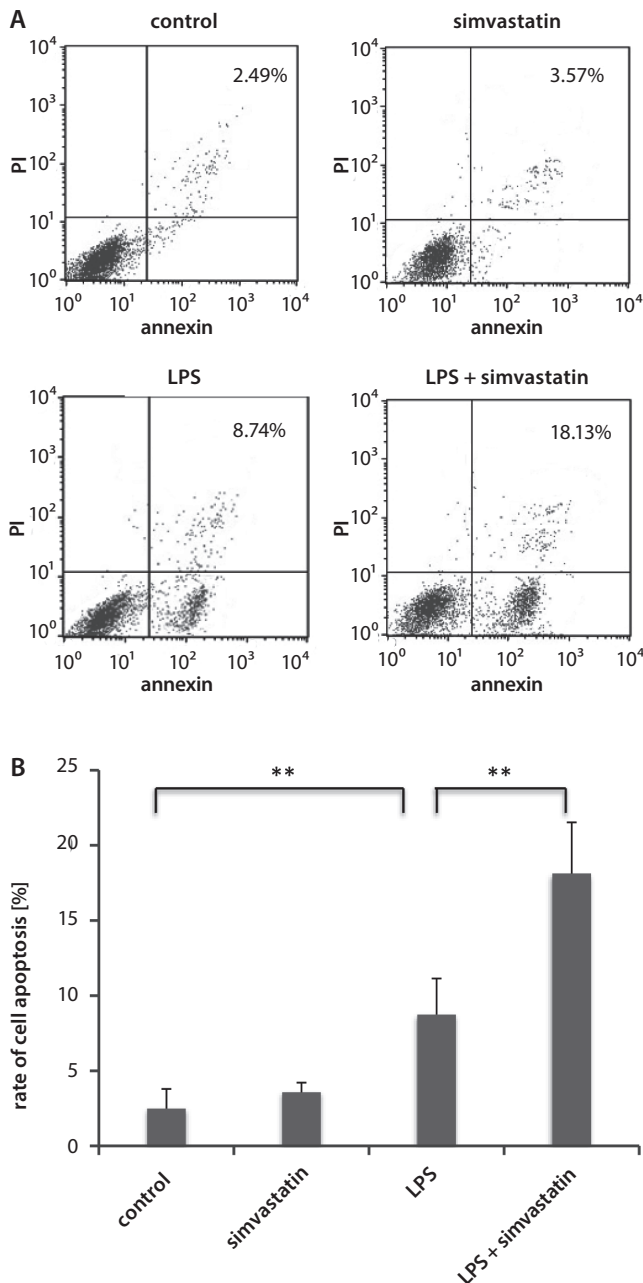 A
control
simvastatin
10⁴
10³
10²
10¹
10⁰
PI
2.49%
10⁰ 10¹ 10² 10³ 10⁴
annexin
10⁴
10³
10²
10¹
10⁰
PI
3.57%
10⁰ 10¹ 10² 10³ 10⁴
annexin
LPS
LPS + simvastatin
10⁴
10³
10²
10¹
10⁰
PI
8.74%
10⁰ 10¹ 10² 10³ 10⁴
annexin
10⁴
10³
10²
10¹
10⁰
PI
18.13%
10⁰ 10¹ 10² 10³ 10⁴
annexin
B
25
20
15
10
5
0
rate of cell apoptosis [%]
** **
control
simvastatin
LPS
LPS + simvastatin